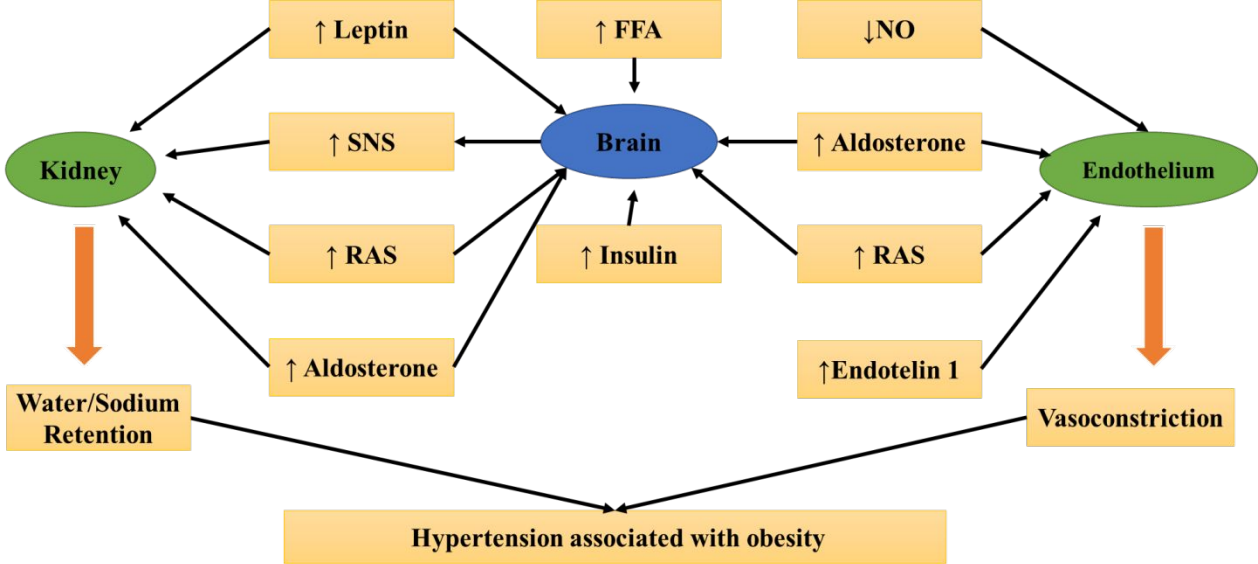 ↑ Leptin
↑ FFA
↓NO
Kidney
↑ SNS
Brain
↑ Aldosterone
Endothelium
↑ RAS
↑ Insulin
↑ RAS
↑ Aldosterone
↑Endotelin 1
Water/Sodium
Retention
Vasoconstriction
Hypertension associated with obesity